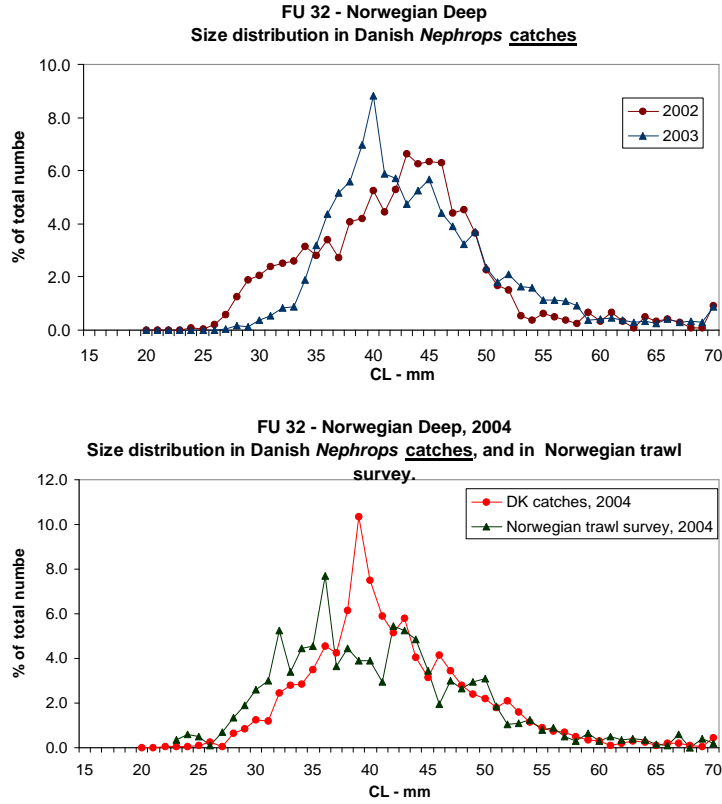 FU 32 - Norwegian Deep
Size distribution in Danish Nephrops catches
10.0
8.0
6.0
4.0
2.0
0.0
% of total numbe
2002
2003
15 20 25 30 35 40 45 50 55 60 65 70
CL - mm
FU 32 - Norwegian Deep, 2004
Size distribution in Danish Nephrops catches, and in Norwegian trawl
survey.
12.0
10.0
8.0
6.0
4.0
2.0
0.0
% of total numbe
DK catches, 2004
Norwegian trawl survey, 2004
15 20 25 30 35 40 45 50 55 60 65 70
CL - mm